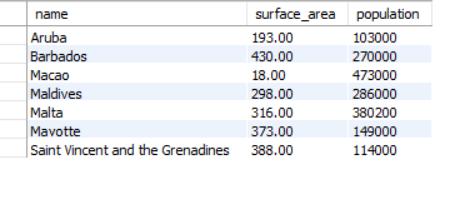 name surface_area population
Aruba 193.00 103000
Barbados 430.00 270000
Macao 18.00 473000
Maldives 298.00 286000
Malta 316.00 380200
Mayotte 373.00 149000
Saint Vincent and the Grenadines 388.00 114000